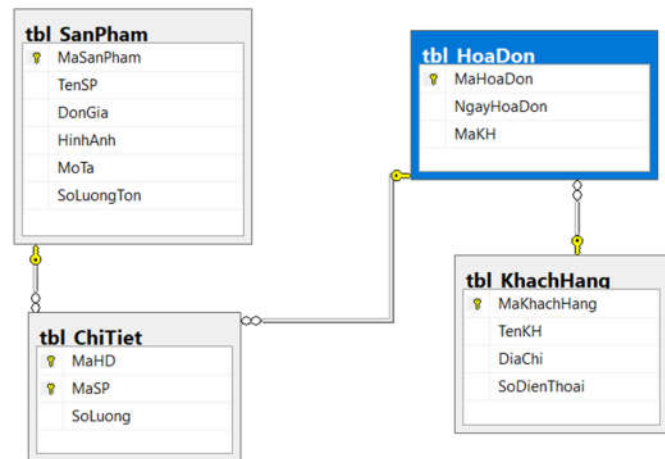 tbl_SanPham
MaSanPham
TenSP
DonGia
HinhAnh
MoTa
SoLuongTon
tbl_HoaDon
MaHoaDon
NgayHoaDon
MaKH
tbl_ChiTiet
MaHD
MaSP
SoLuong
tbl_KhachHang
MaKhachHang
TenKH
DiaChi
SoDienThoai